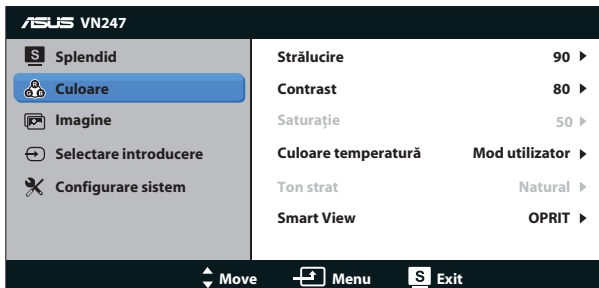 ASUS VN247
S Splendid
Culoare
Imagine
Selectare introducere
Configurare sistem
Strălucire 90
Contrast 80
Saturație 50
Culoare temperatură Mod utilizator
Ton strat Natural
Smart View OPRIT
Move Menu S Exit